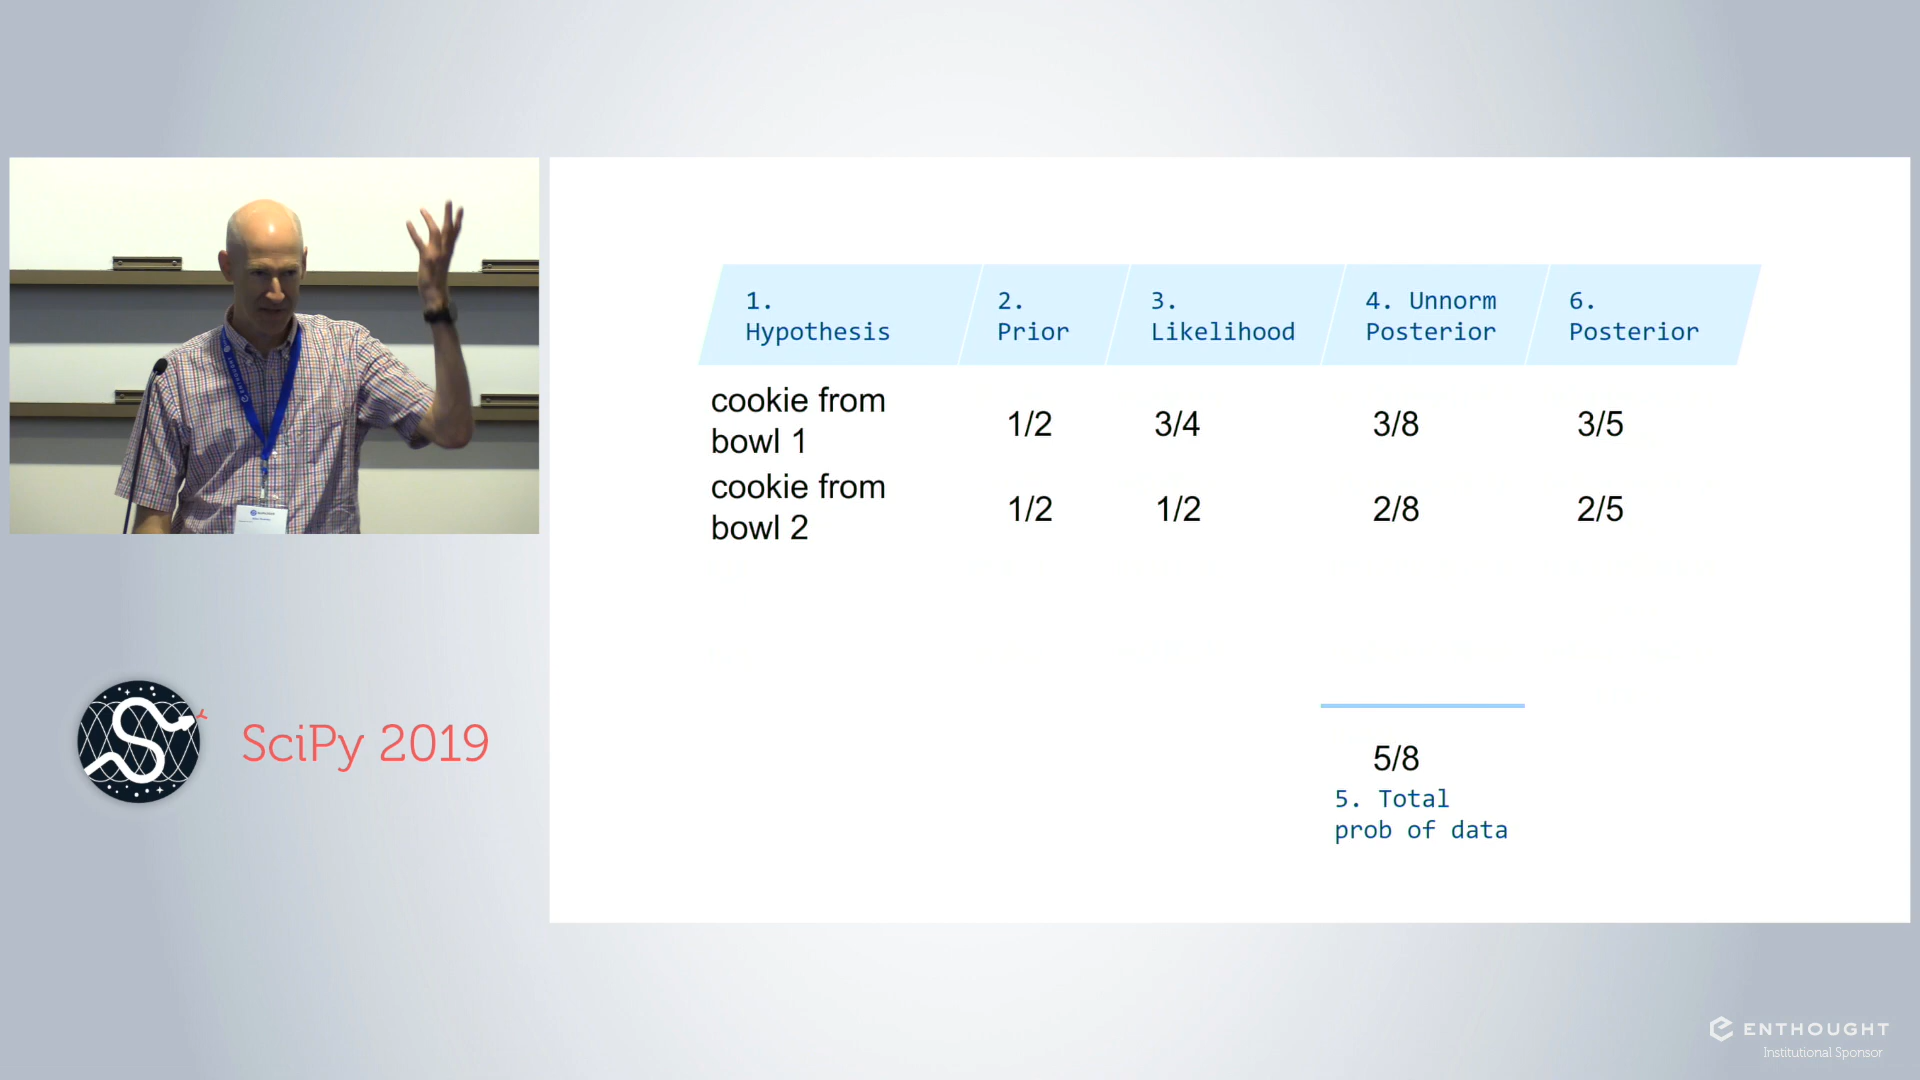 1.
Hypothesis
2.
Prior
3.
Likelihood
4. Unnorm
Posterior
6.
Posterior
cookie from
bowl 1
1/2
3/4
3/8
3/5
cookie from
bowl 2
1/2
1/2
2/8
2/5
5/8
5. Total
prob of data
SciPy 2019
ENTHOUGHT
Institutional Sponsor